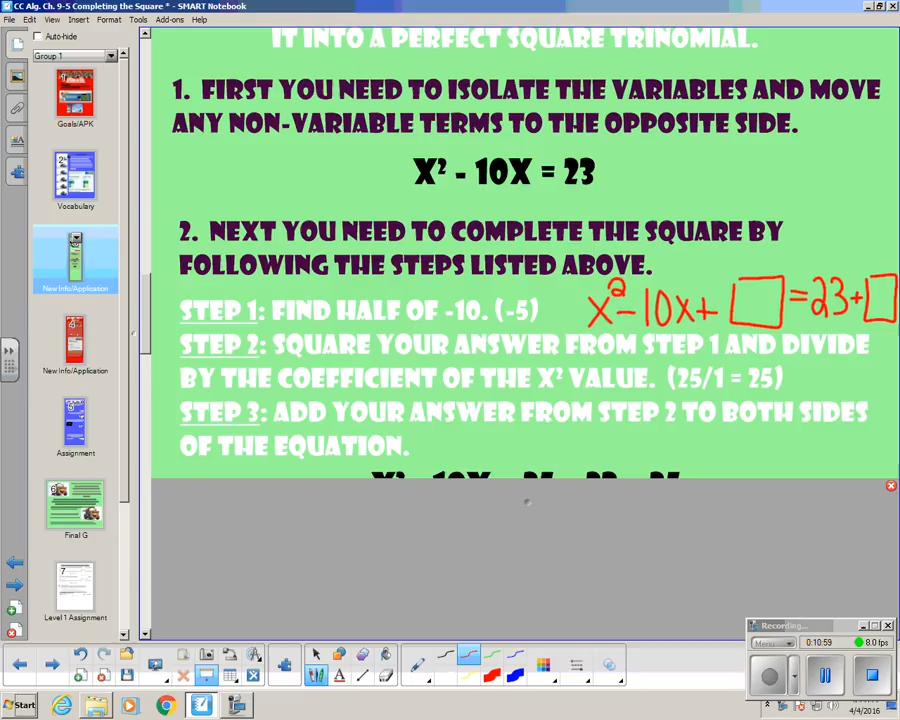 CC Alg. Ch. 9-5 Completing the Square * - SMART Notebook
File Edit View Insert Format Tools Add-ons Help
Auto-hide
Group 1
Goals/APK
Vocabulary
New Info/Application
New Info/Application
Assignment
Final G
Level 1 Assignment
IT INTO A PERFECT SQUARE TRINOMIAL.
1. FIRST YOU NEED TO ISOLATE THE VARIABLES AND MOVE
ANY NON-VARIABLE TERMS TO THE OPPOSITE SIDE.
X² - 10X = 23
2. NEXT YOU NEED TO COMPLETE THE SQUARE BY
FOLLOWING THE STEPS LISTED ABOVE.
x²-10x+ □ =23+ □
STEP 1: FIND HALF OF -10. (-5)
STEP 2: SQUARE YOUR ANSWER FROM STEP 1 AND DIVIDE
BY THE COEFFICIENT OF THE X² VALUE. (25/1 = 25)
STEP 3: ADD YOUR ANSWER FROM STEP 2 TO BOTH SIDES
OF THE EQUATION.
Recording...
Menu
0:10:59
8.0 fps
Start
4/4/2016